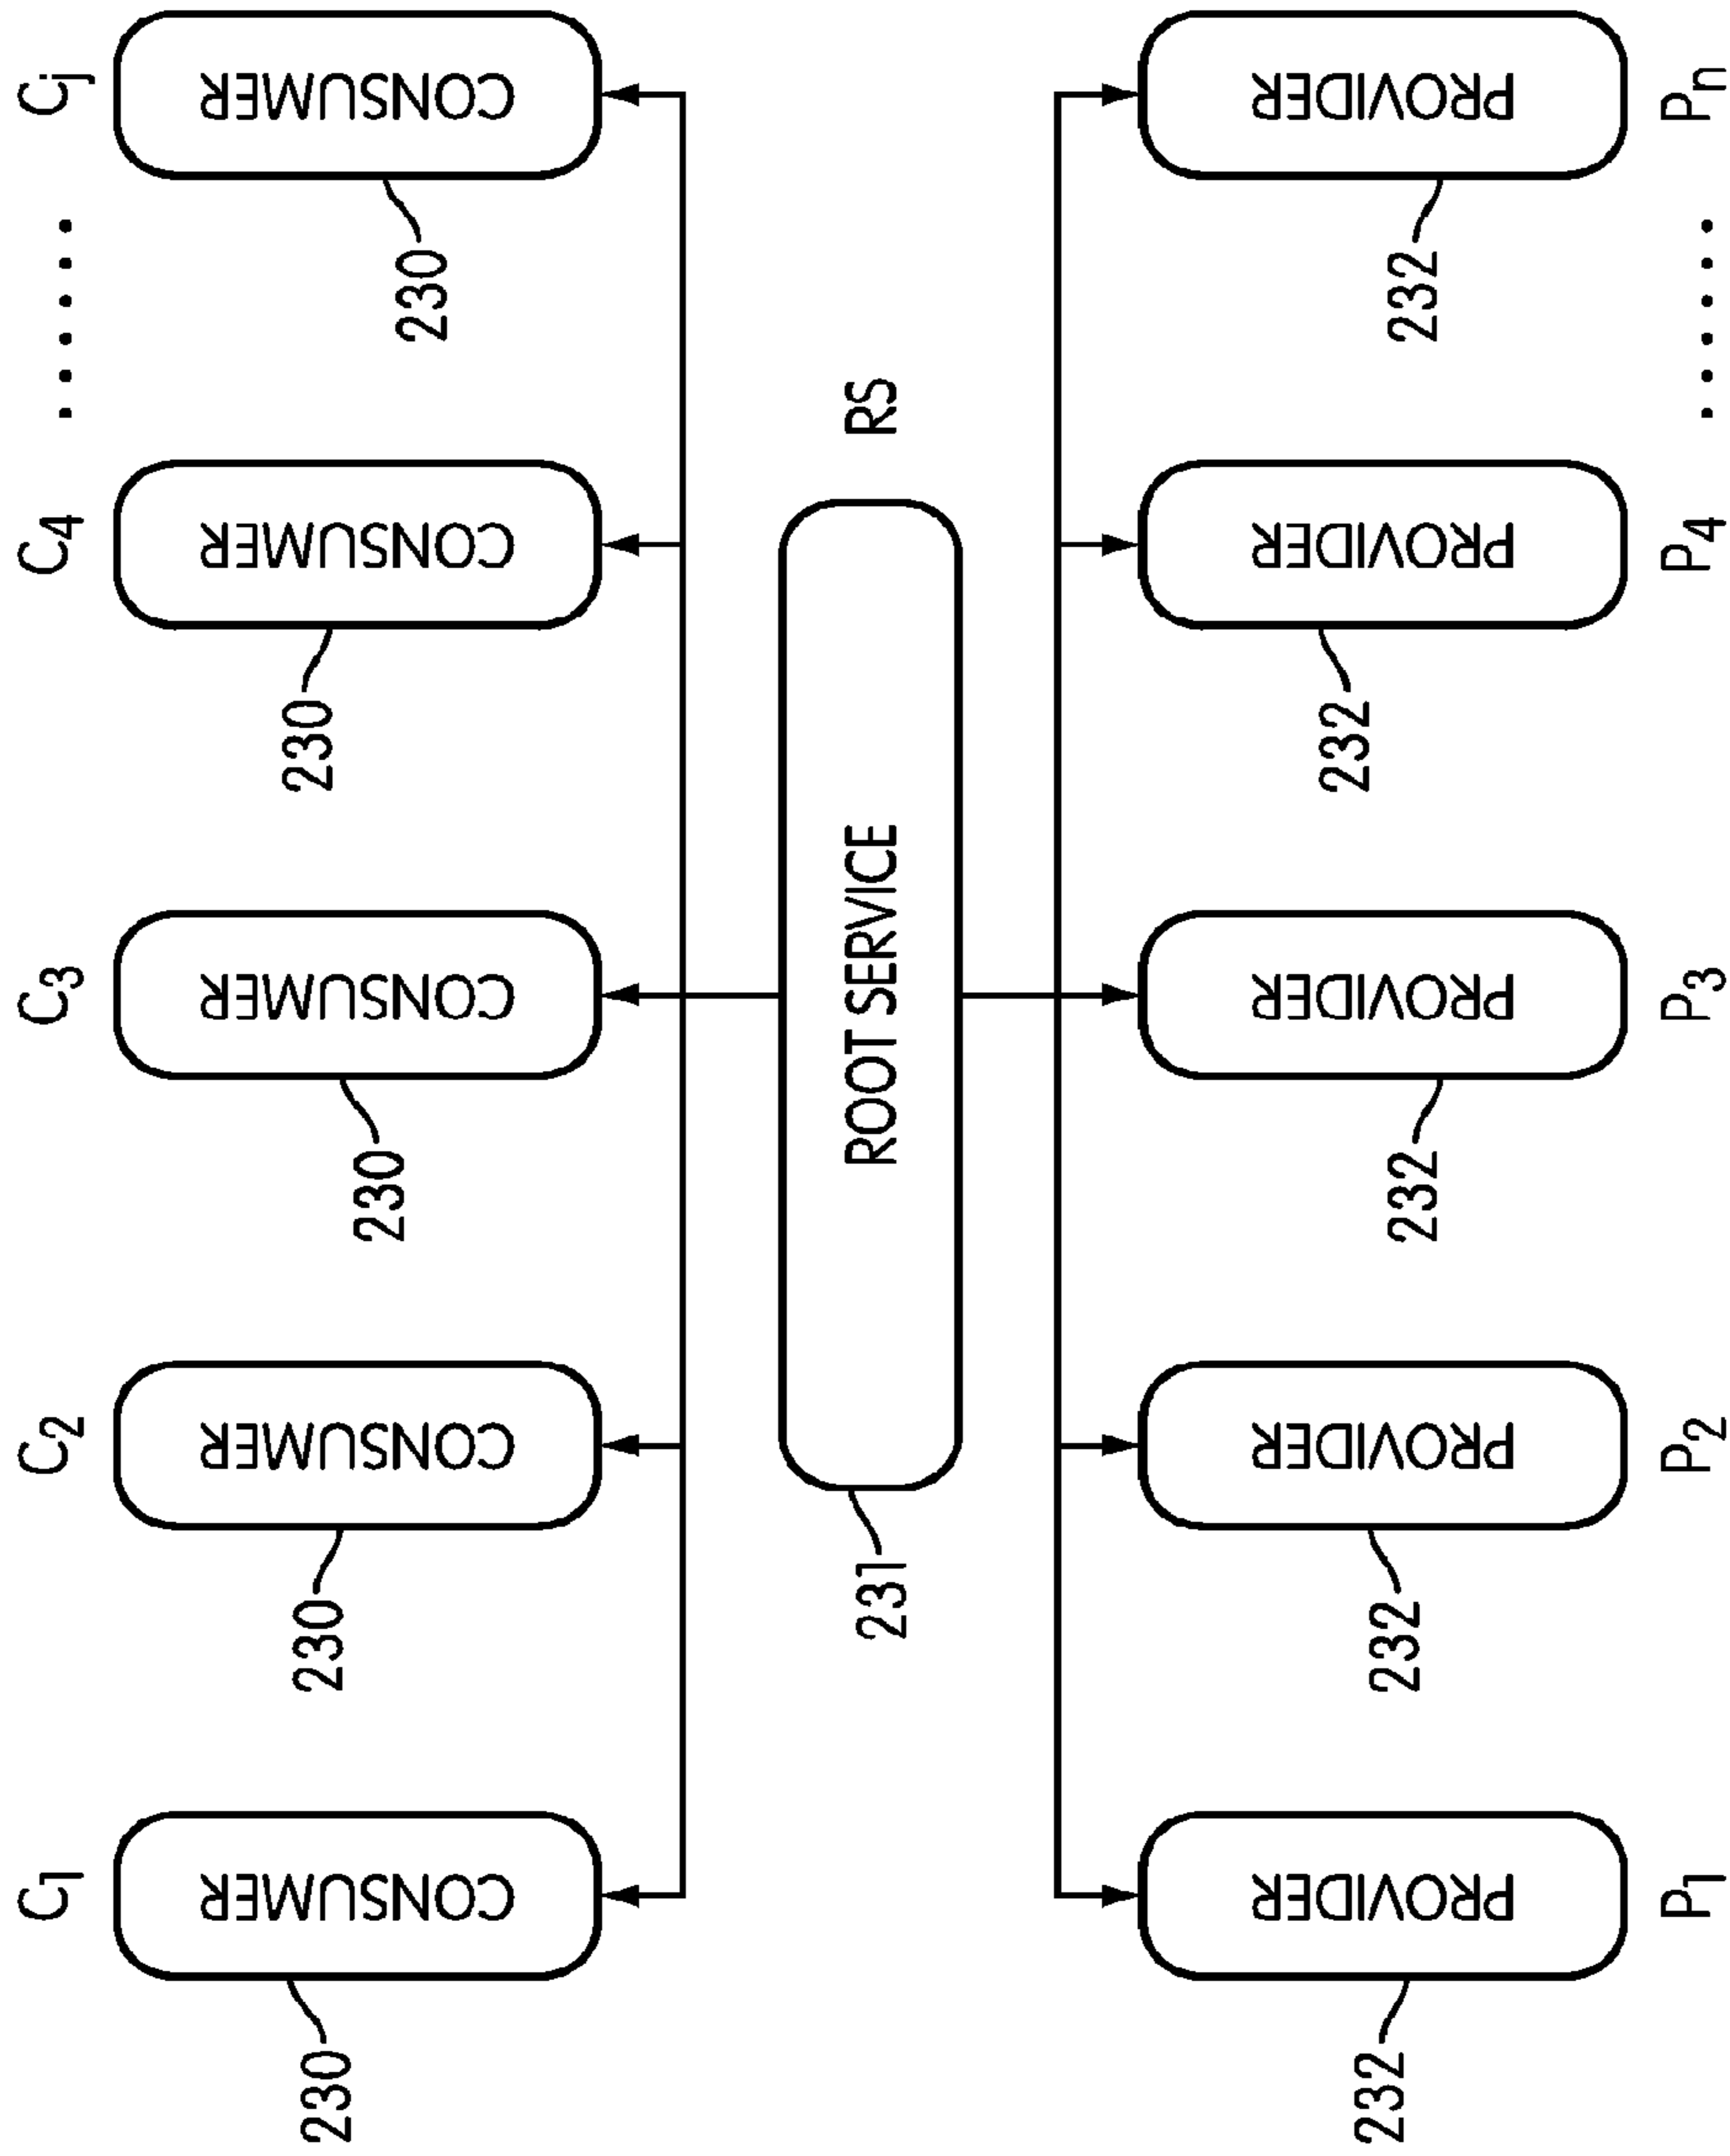 C1 C2 C3 C4 ...... Cj
230 CONSUMER 230 CONSUMER 230 CONSUMER 230 CONSUMER 230 CONSUMER
231 ROOT SERVICE RS
232 PROVIDER 232 PROVIDER 232 PROVIDER 232 PROVIDER 232 PROVIDER
P1 P2 P3 P4 ...... Pn